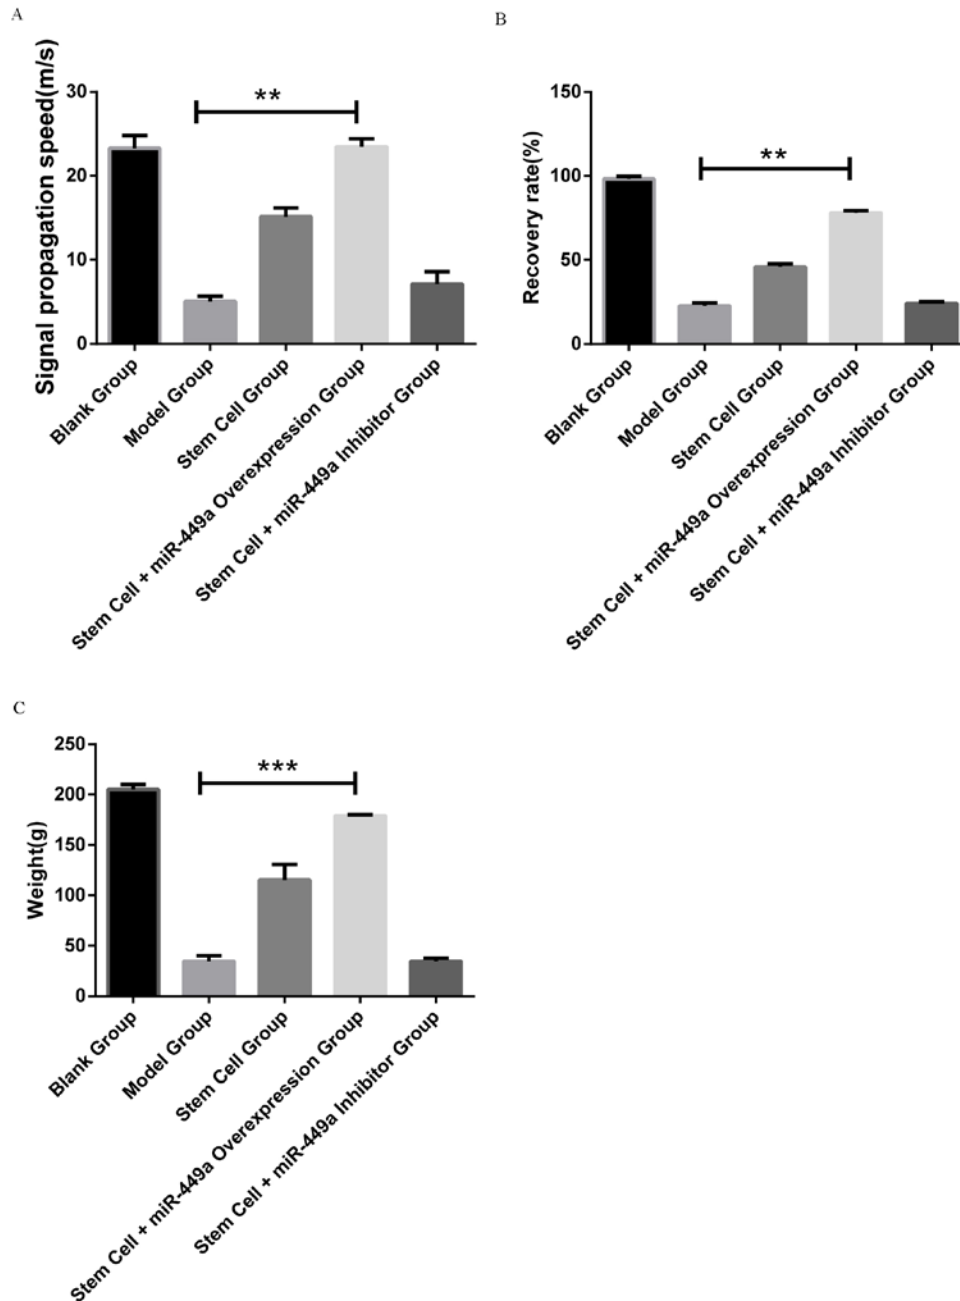 A
Signal propagation speed(m/s)
30
20
10
0
**
Blank Group
Model Group
Stem Cell Group
Stem Cell + miR-449a Overexpression Group
Stem Cell + miR-449a Inhibitor Group
B
Recovery rate(%)
150
100
50
0
**
Blank Group
Model Group
Stem Cell Group
Stem Cell + miR-449a Overexpression Group
Stem Cell + miR-449a Inhibitor Group
C
Weight(g)
250
200
150
100
50
0
***
Blank Group
Model Group
Stem Cell Group
Stem Cell + miR-449a Overexpression Group
Stem Cell + miR-449a Inhibitor Group